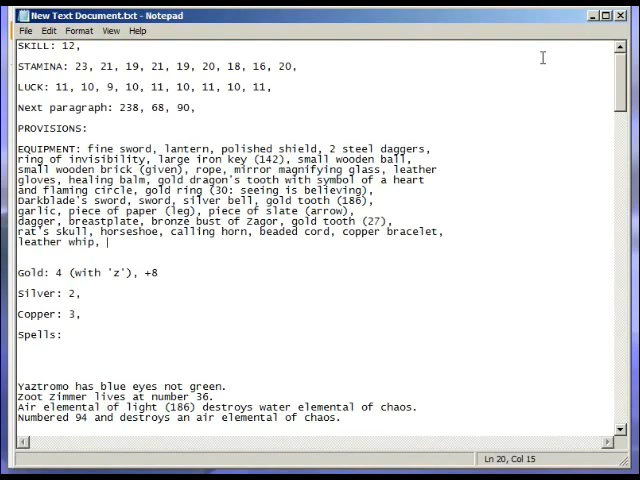 New Text Document.txt - Notepad
File Edit Format View Help
SKILL: 12,
STAMINA: 23, 21, 19, 21, 19, 20, 18, 16, 20,
LUCK: 11, 10, 9, 10, 11, 10, 11, 10, 11,
Next paragraph: 238, 68, 90,
PROVISIONS:
EQUIPMENT: fine sword, lantern, polished shield, 2 steel daggers,
ring of invisibility, large iron key (142), small wooden ball,
small wooden brick (given), rope, mirror magnifying glass, leather
gloves, healing balm, gold dragon's tooth with symbol of a heart
and flaming circle, gold ring (30: seeing is believing),
Darkblade's sword, sword, silver bell, gold tooth (186),
garlic, piece of paper (leg), piece of slate (arrow),
dagger, breastplate, bronze bust of Zagor, gold tooth (27),
rat's skull, horseshoe, calling horn, beaded cord, copper bracelet,
leather whip,
Gold: 4 (with 'z'), +8
Silver: 2,
Copper: 3,
Spells:
Yaztromo has blue eyes not green.
Zoot Zimmer lives at number 36.
Air elemental of light (186) destroys water elemental of chaos.
Numbered 94 and destroys an air elemental of chaos.
Ln 20, Col 15